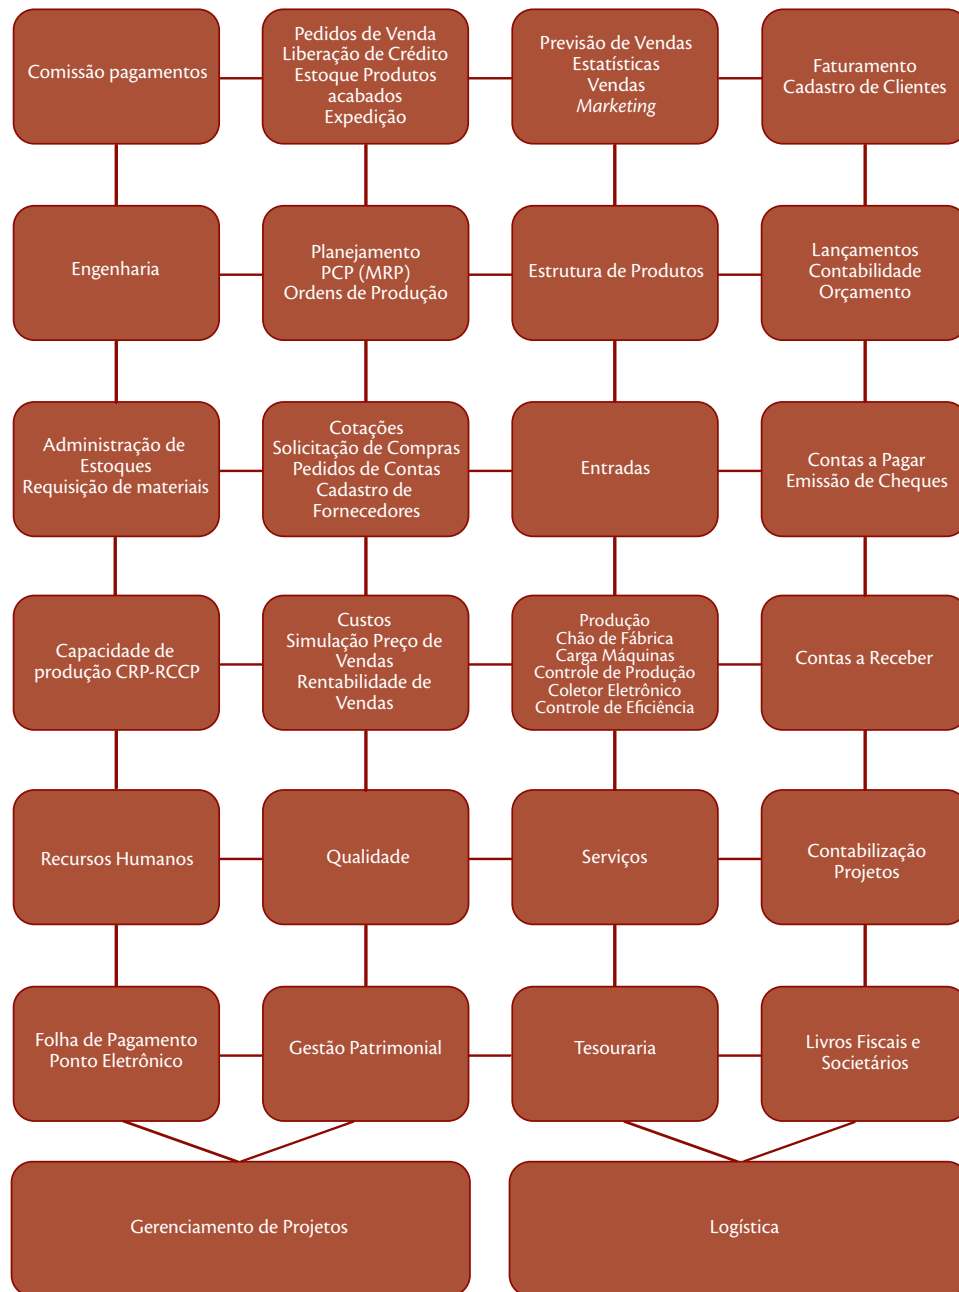 Comissão pagamentos
Pedidos de Venda
Liberação de Crédito
Estoque Produtos
acabados
Expedição
Previsão de Vendas
Estatísticas
Vendas
Marketing
Faturamento
Cadastro de Clientes
Engenharia
Planejamento
PCP (MRP)
Ordens de Produção
Estrutura de Produtos
Lançamentos
Contabilidade
Orçamento
Administração de
Estoques
Requisição de materiais
Cotações
Solicitação de Compras
Pedidos de Contas
Cadastro de
Fornecedores
Entradas
Contas a Pagar
Emissão de Cheques
Capacidade de
produção CRP-RCCP
Custos
Simulação Preço de
Vendas
Rentabilidade de
Vendas
Produção
Chão de Fábrica
Carga Máquinas
Controle de Produção
Coletor Eletrônico
Controle de Eficiência
Contas a Receber
Recursos Humanos
Qualidade
Serviços
Contabilização
Projetos
Folha de Pagamento
Ponto Eletrônico
Gestão Patrimonial
Tesouraria
Livros Fiscais e
Societários
Gerenciamento de Projetos
Logística